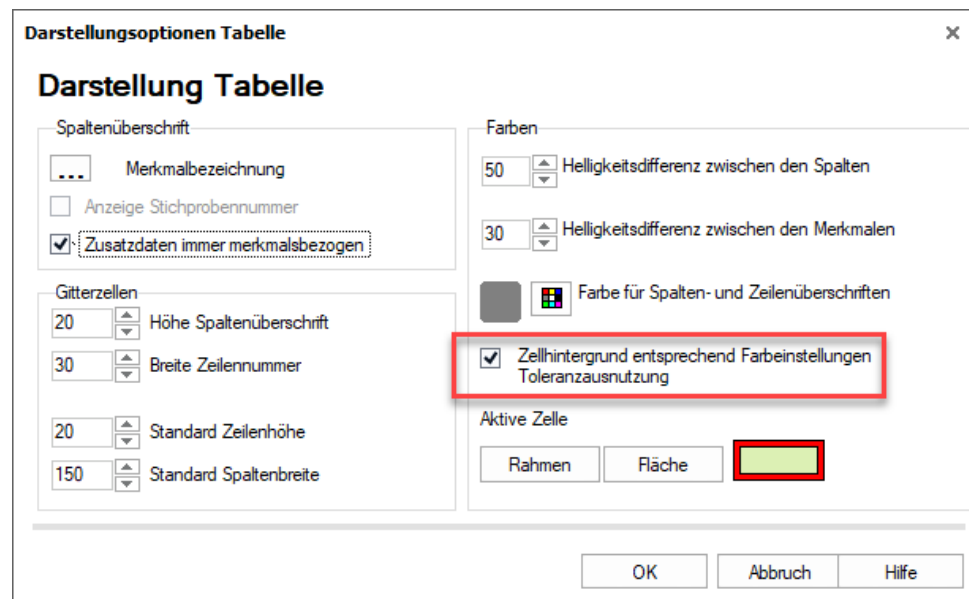 Darstellungsoptionen Tabelle
Darstellung Tabelle
Spaltenüberschrift
... Merkmalbezeichnung
Anzeige Stichprobennummer
Zusatzdaten immer merkmalsbezogen
Gitterzellen
20 Höhe Spaltenüberschrift
30 Breite Zeilennummer
20 Standard Zeilenhöhe
150 Standard Spaltenbreite
Farben
50 Helligkeitsdifferenz zwischen den Spalten
30 Helligkeitsdifferenz zwischen den Merkmalen
Farbe für Spalten- und Zeilenüberschriften
Zellhintergrund entsprechend Farbeinstellungen
Toleranzausnutzung
Aktive Zelle
Rahmen Fläche
OK Abbruch Hilfe